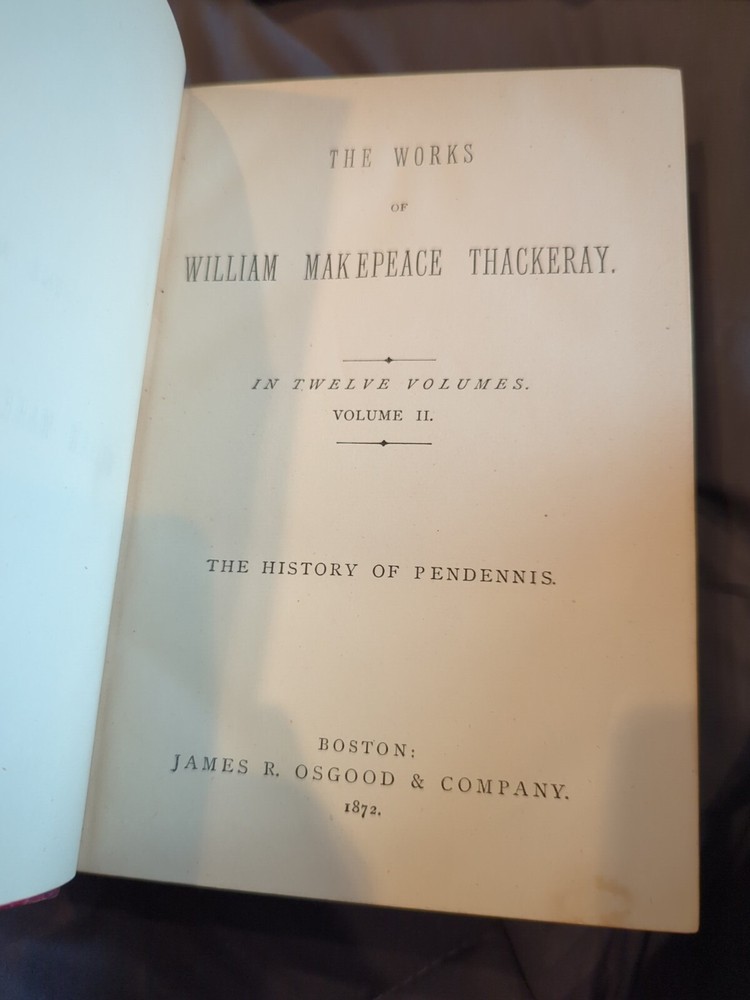 THE WORKS
OF
WILLIAM MAKEPEACE THACKERAY.
IN TWELVE VOLUMES.
VOLUME II.
THE HISTORY OF PENDENNIS.
BOSTON:
JAMES R. OSGOOD & COMPANY.
1872.